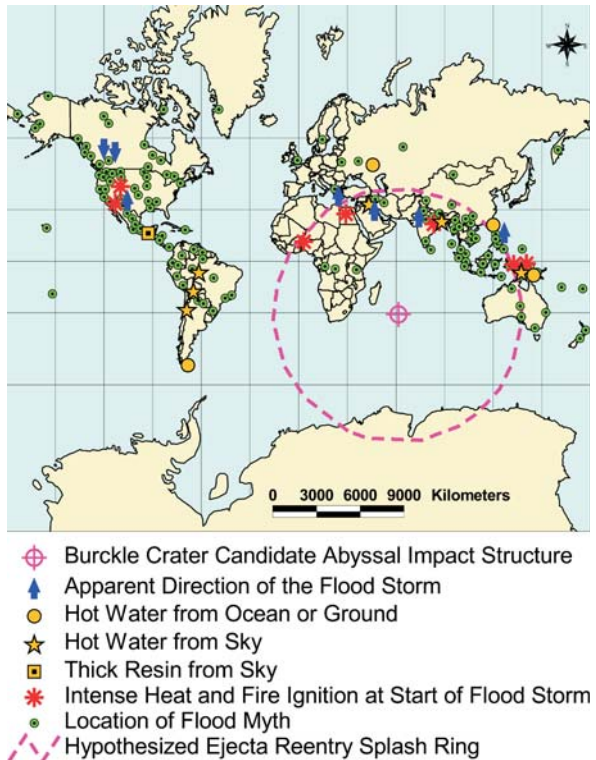 N
0 3000 6000 9000 Kilometers
Burckle Crater Candidate Abyssal Impact Structure
Apparent Direction of the Flood Storm
Hot Water from Ocean or Ground
Hot Water from Sky
Thick Resin from Sky
Intense Heat and Fire Ignition at Start of Flood Storm
Location of Flood Myth
Hypothesized Ejecta Reentry Splash Ring